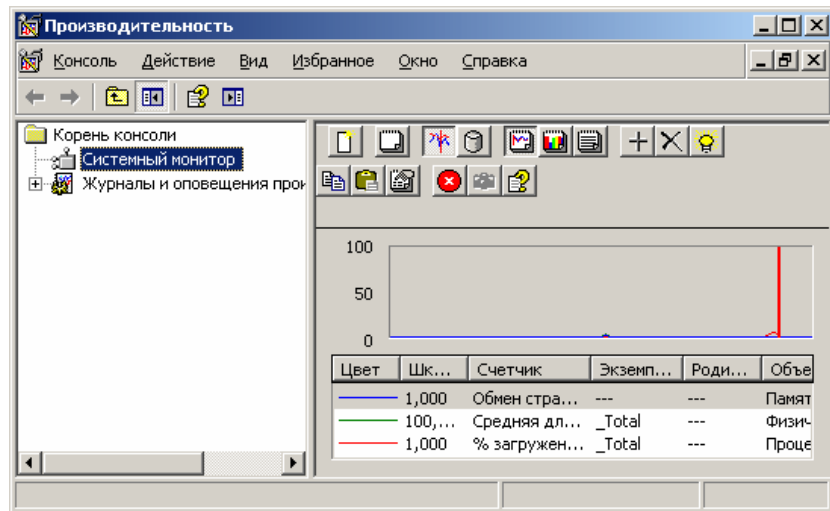 Производительность
Консоль Действие Вид Избранное Окно Справка
Корень консоли
Системный монитор
Журналы и оповещения прои
100
50
0
Цвет Шк... Счетчик Экземп... Роди... Объе
1,000 Обмен стра... --- --- Памят
100,... Средняя дл... _Total --- Физич
1,000 % загружен... _Total --- Проце